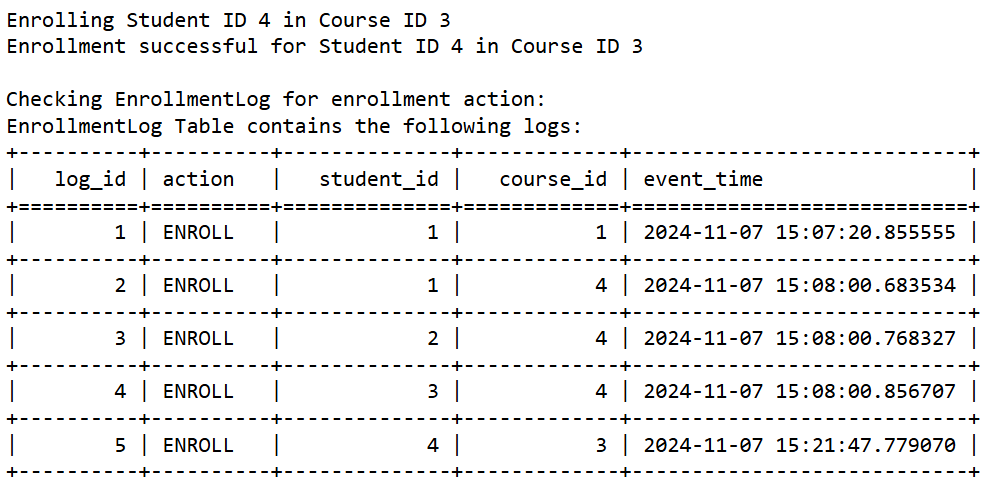 Enrolling Student ID 4 in Course ID 3
Enrollment successful for Student ID 4 in Course ID 3

Checking EnrollmentLog for enrollment action:
EnrollmentLog Table contains the following logs:
+----------+----------+--------------+-------------+----------------------------+
|   log_id | action   |   student_id |   course_id | event_time                 |
+==========+==========+==============+=============+============================+
|        1 | ENROLL   |            1 |           1 | 2024-11-07 15:07:20.855555 |
+----------+----------+--------------+-------------+----------------------------+
|        2 | ENROLL   |            1 |           4 | 2024-11-07 15:08:00.683534 |
+----------+----------+--------------+-------------+----------------------------+
|        3 | ENROLL   |            2 |           4 | 2024-11-07 15:08:00.768327 |
+----------+----------+--------------+-------------+----------------------------+
|        4 | ENROLL   |            3 |           4 | 2024-11-07 15:08:00.856707 |
+----------+----------+--------------+-------------+----------------------------+
|        5 | ENROLL   |            4 |           3 | 2024-11-07 15:21:47.779070 |
+----------+----------+--------------+-------------+----------------------------+